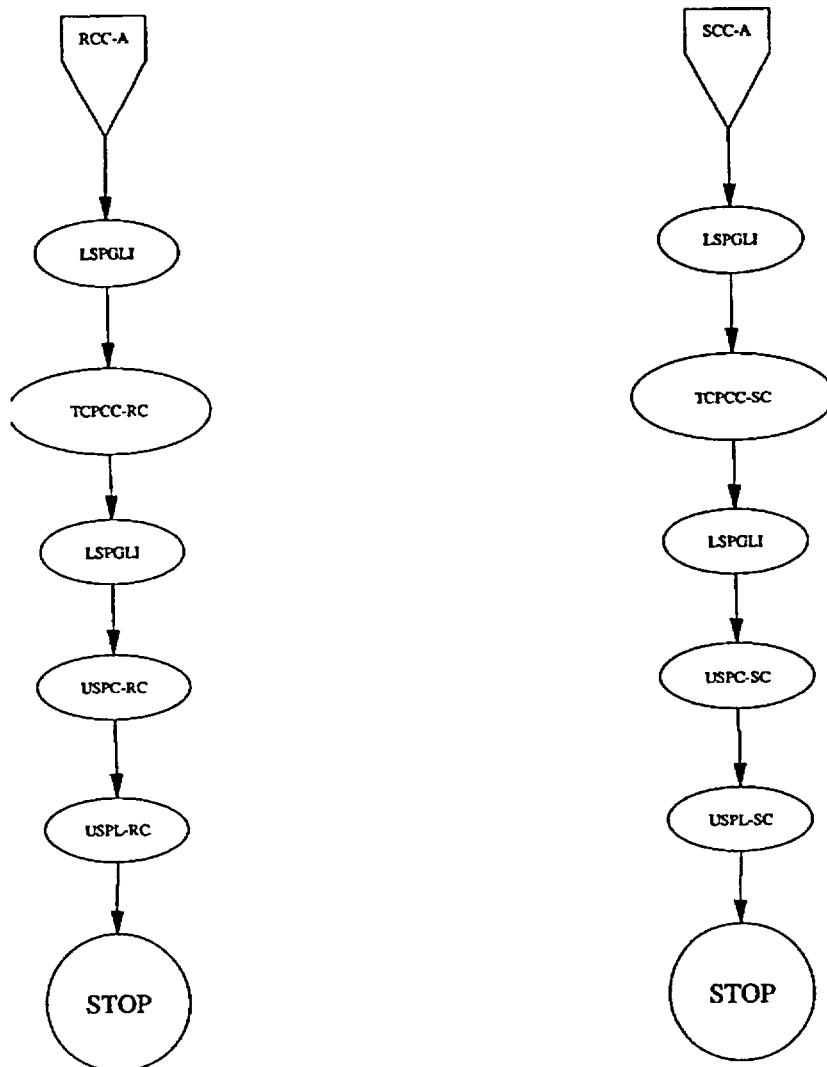 RCC-A
LSPGLI
TCPCC-RC
LSPGLI
USPC-RC
USPL-RC
STOP
SCC-A
LSPGLI
TCPCC-SC
LSPGLI
USPC-SC
USPL-SC
STOP